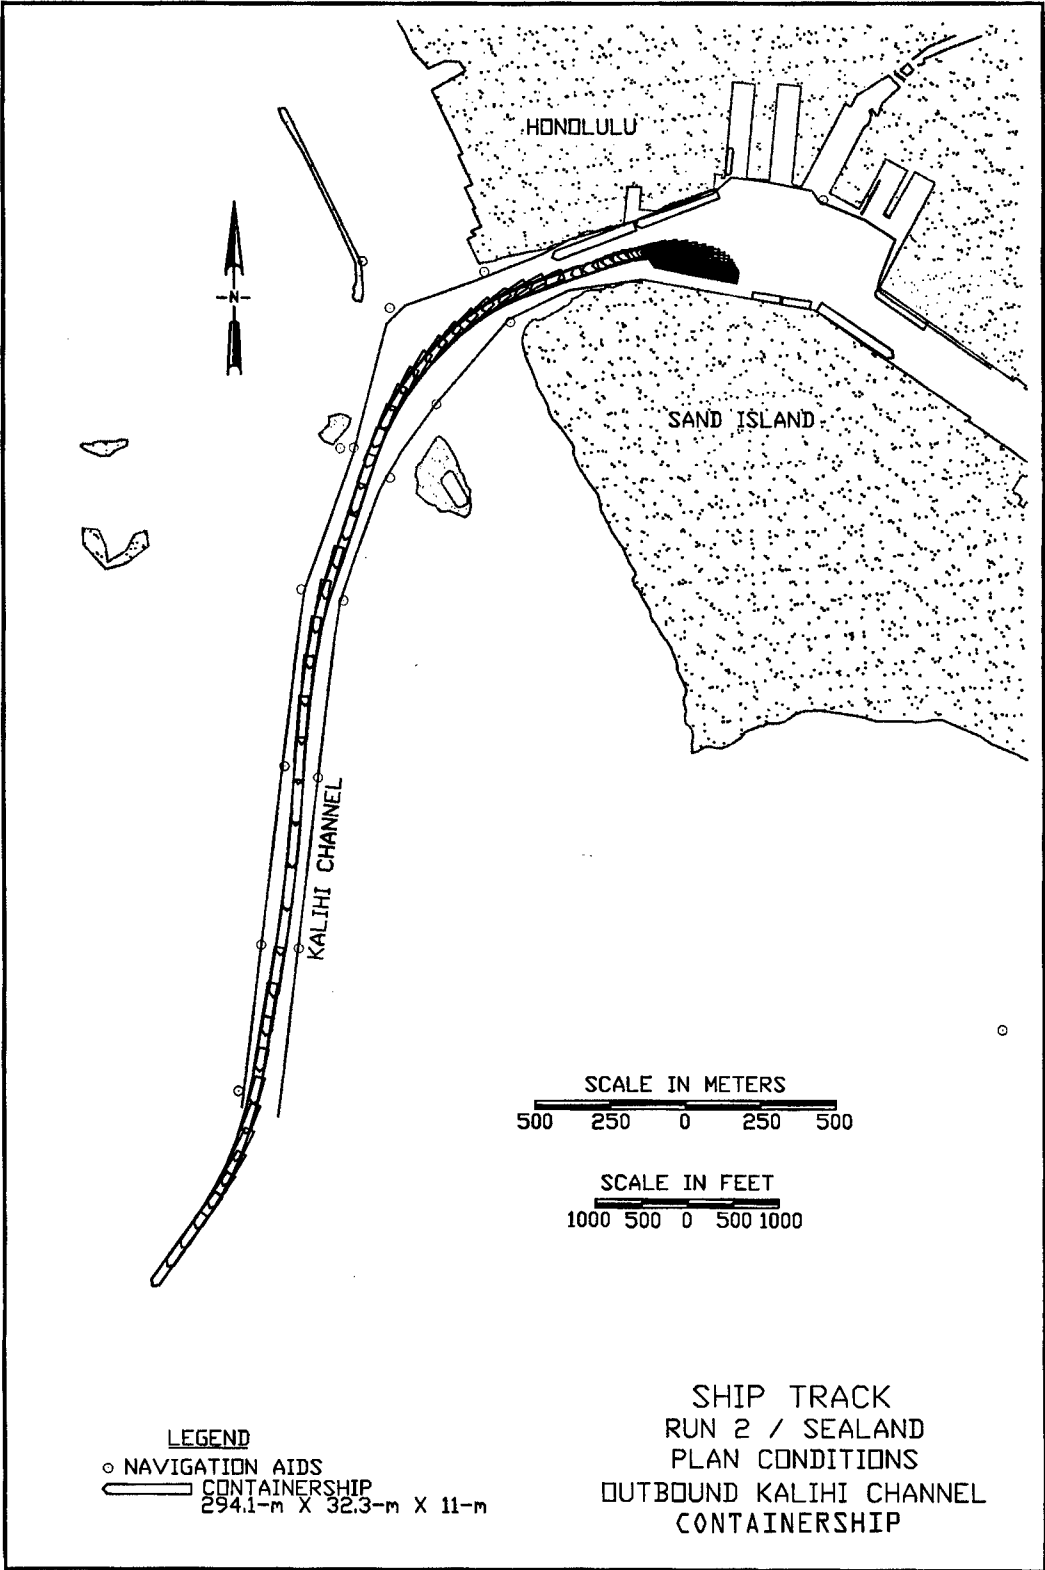 HONOLULU
-N-
SAND ISLAND
KALIHI CHANNEL
SCALE IN METERS
500 250 0 250 500
SCALE IN FEET
1000 500 0 500 1000
LEGEND
NAVIGATION AIDS
CONTAINERSHIP
294.1-m X 32.3-m X 11-m
SHIP TRACK
RUN 2 / SEALAND
PLAN CONDITIONS
OUTBOUND KALIHI CHANNEL
CONTAINERSHIP